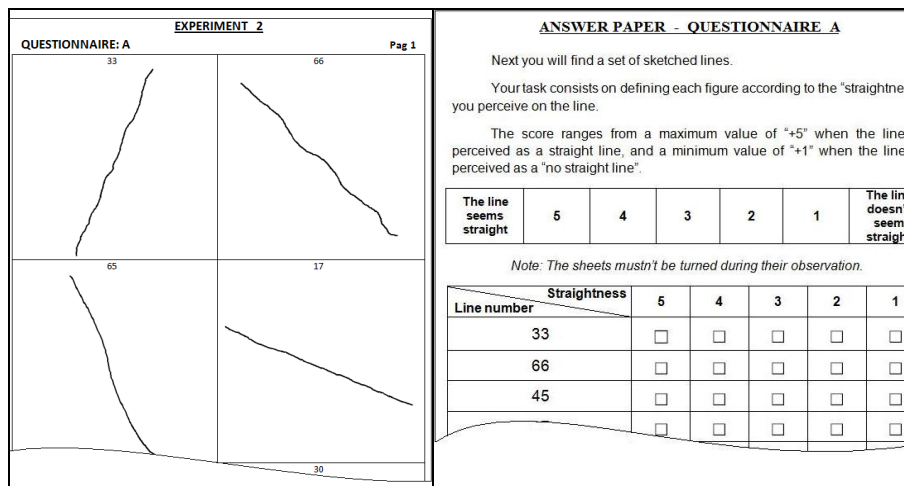 EXPERIMENT 2
QUESTIONNAIRE: A Pag 1
33 66
65 17
30
ANSWER PAPER - QUESTIONNAIRE A
Next you will find a set of sketched lines.
Your task consists on defining each figure according to the "straightne
you perceive on the line.
The score ranges from a maximum value of "+5" when the line
perceived as a straight line, and a minimum value of "+1" when the line
perceived as a "no straight line".
The line
seems
straight
5 4 3 2 1
The lin
doesn'
seem
straigh
Note: The sheets mustn't be turned during their observation.
Straightness
Line number
5 4 3 2 1
33
66
45